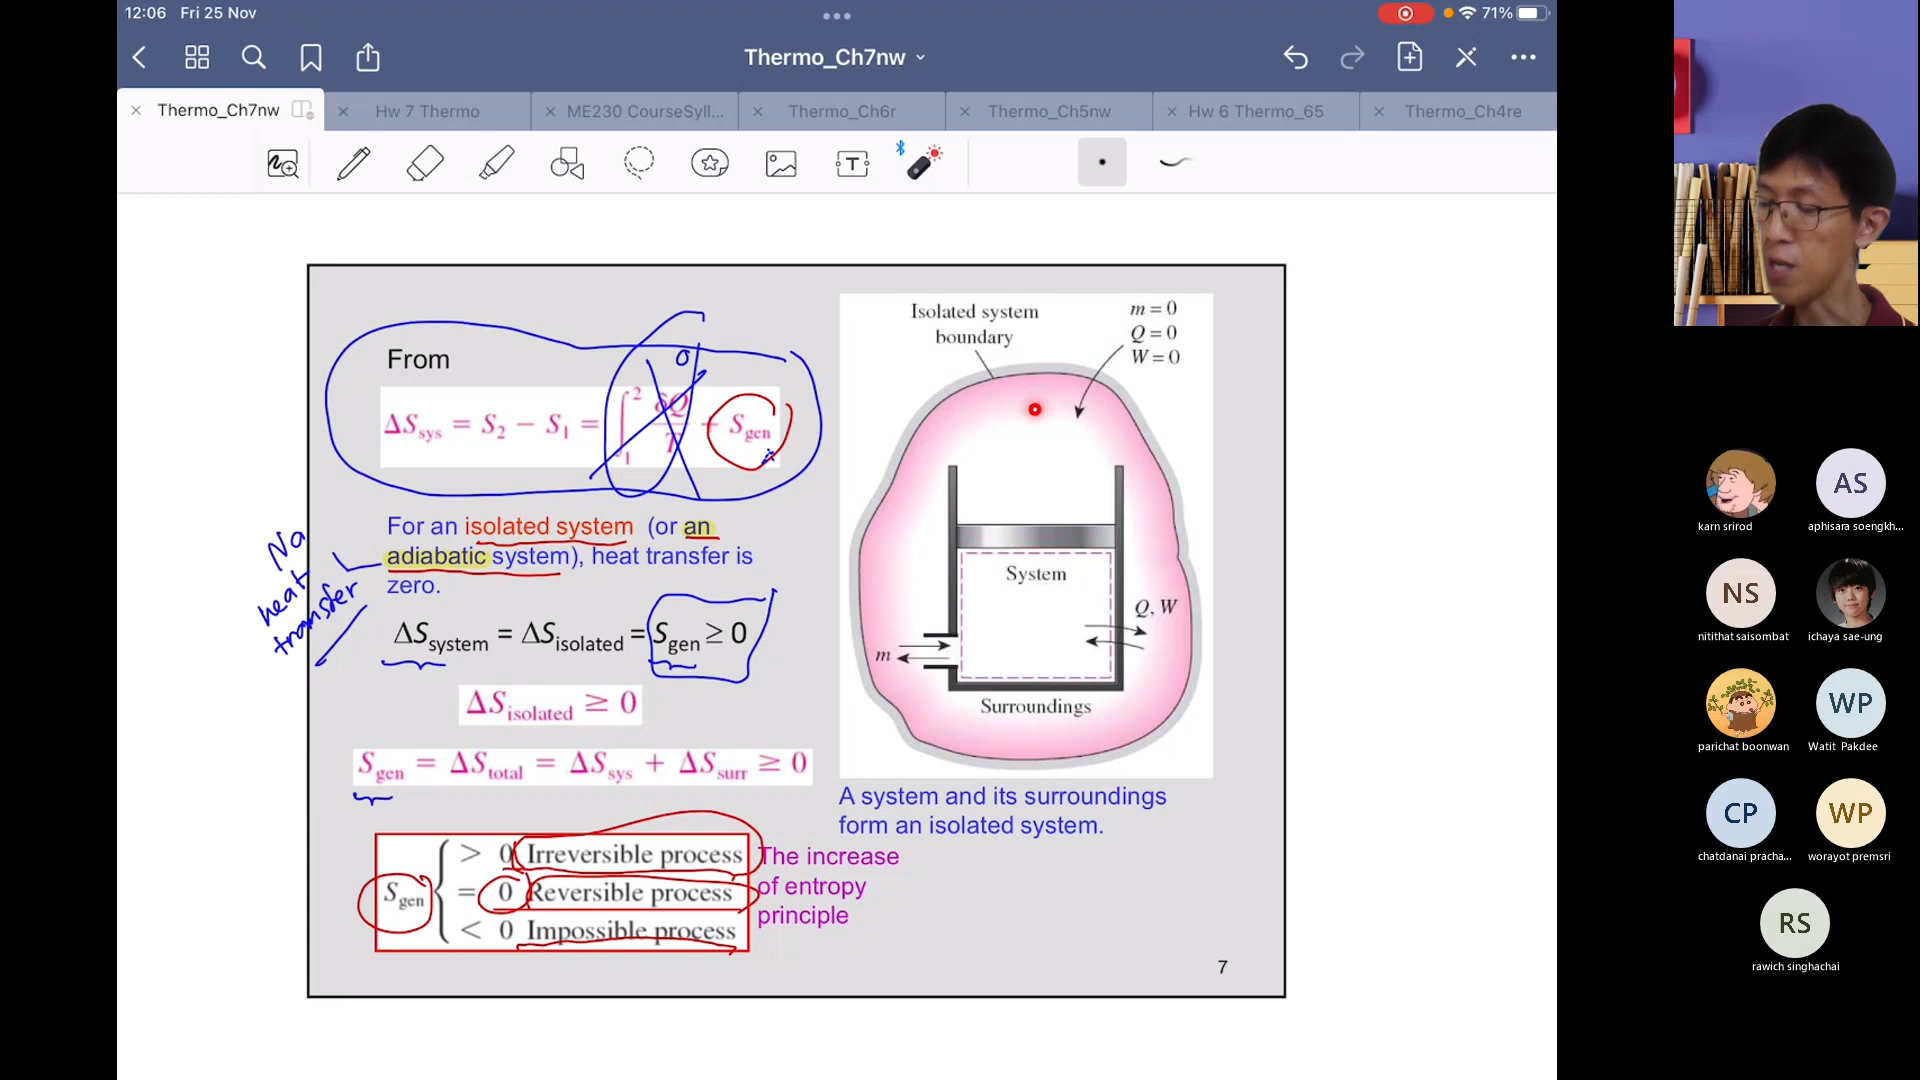 12:06 Fri 25 Nov
71%
Thermo_Ch7nw
Thermo_Ch7nw
Hw 7 Thermo
ME230 CourseSyll...
Thermo_Ch6r
Thermo_Ch5nw
Hw 6 Thermo_65
Thermo_Ch4re
T
From
0
ΔS_sys = S_2 − S_1 = ∫_1^2 δQ/T + S_gen
For an isolated system (or an
adiabatic system), heat transfer is
zero.
No
heat
transfer
ΔS_system = ΔS_isolated = S_gen ≥ 0
ΔS_isolated ≥ 0
S_gen = ΔS_total = ΔS_sys + ΔS_surr ≥ 0
S_gen { > 0 Irreversible process
= 0 Reversible process
< 0 Impossible process
The increase
of entropy
principle
Isolated system
boundary
m = 0
Q = 0
W = 0
System
Q, W
m
Surroundings
A system and its surroundings
form an isolated system.
7
karn srirod
AS
aphisara soengkh...
NS
nitithat saisombat
ichaya sae-ung
parichat boonwan
WP
Watit Pakdee
CP
chatdanai pracha...
WP
worayot premsri
RS
rawich singhachai